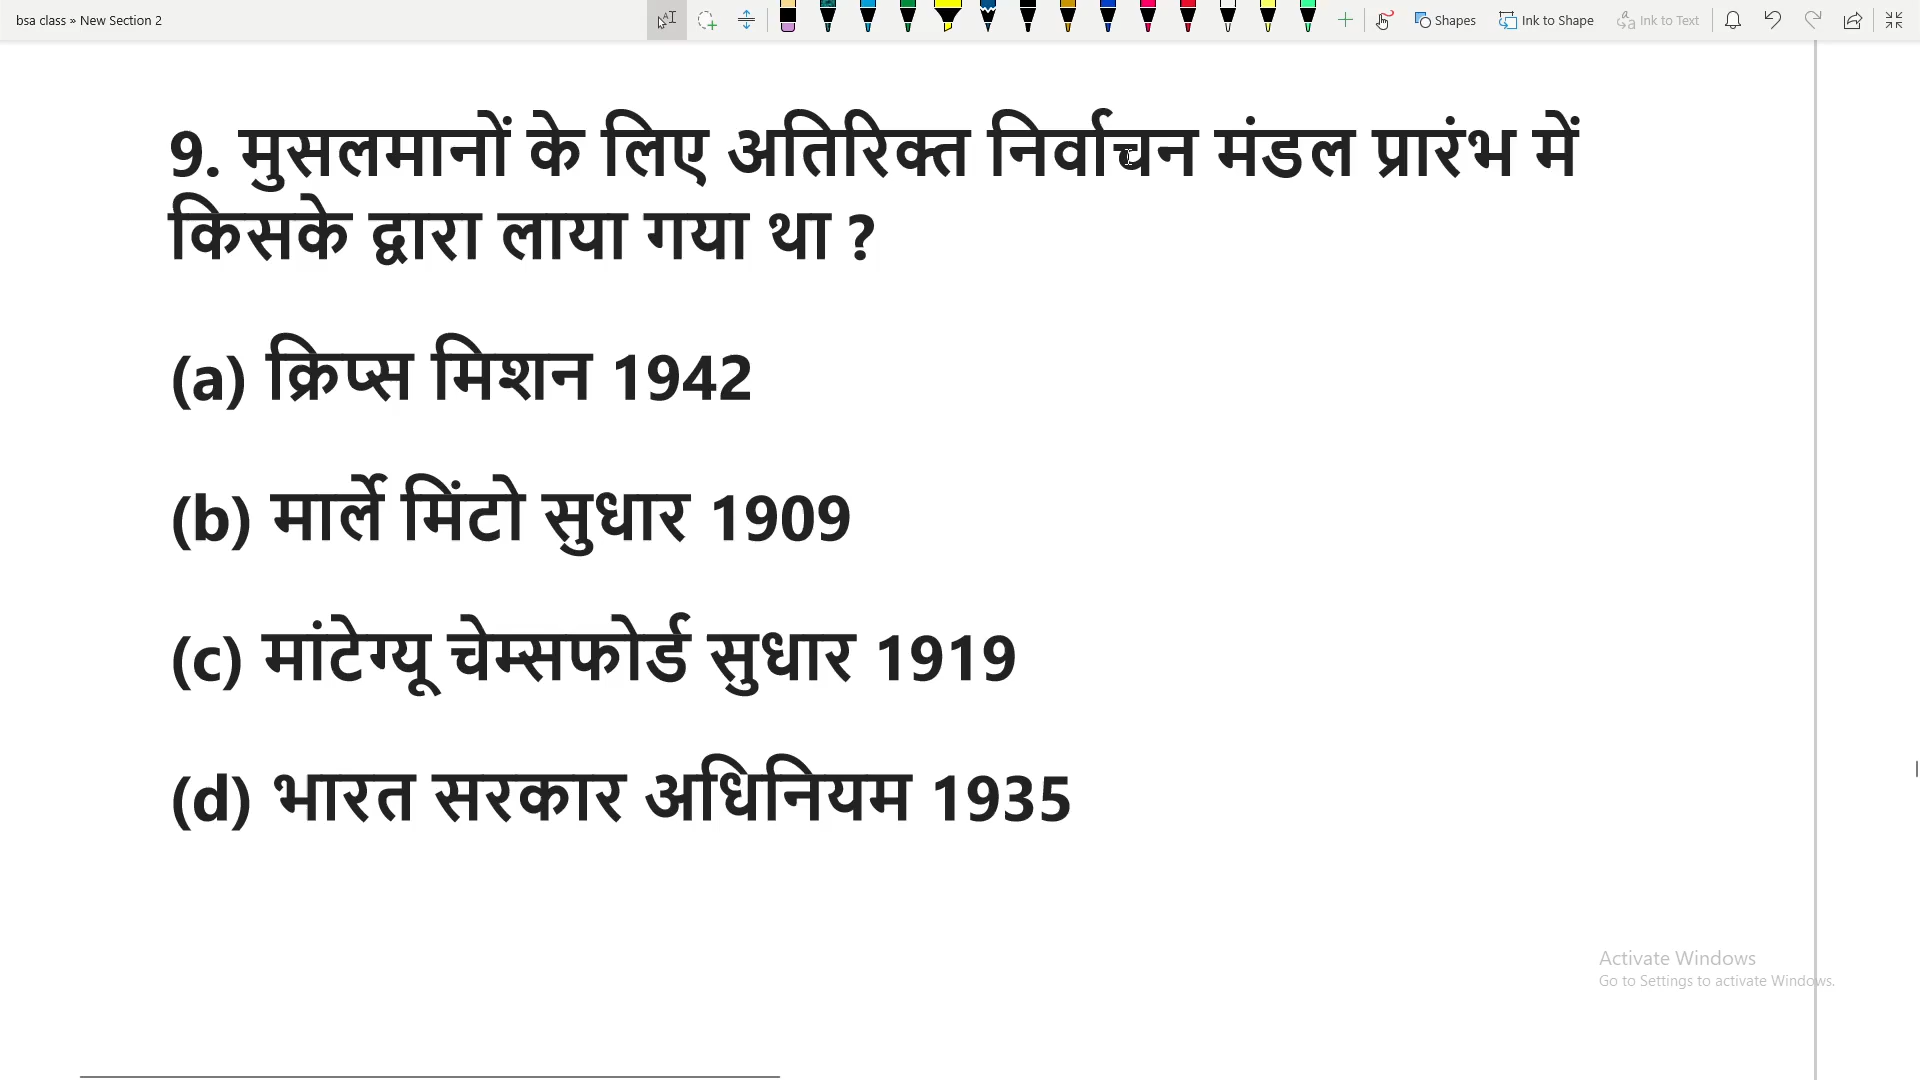 bsa class » New Section 2
Shapes
Ink to Shape
Ink to Text
9. मुसलमानों के लिए अतिरिक्त निर्वाचन मंडल प्रारंभ में
किसके द्वारा लाया गया था ?
(a) क्रिप्स मिशन 1942
(b) मार्ले मिंटो सुधार 1909
(c) मांटेग्यू चेम्सफोर्ड सुधार 1919
(d) भारत सरकार अधिनियम 1935
Activate Windows
Go to Settings to activate Windows.